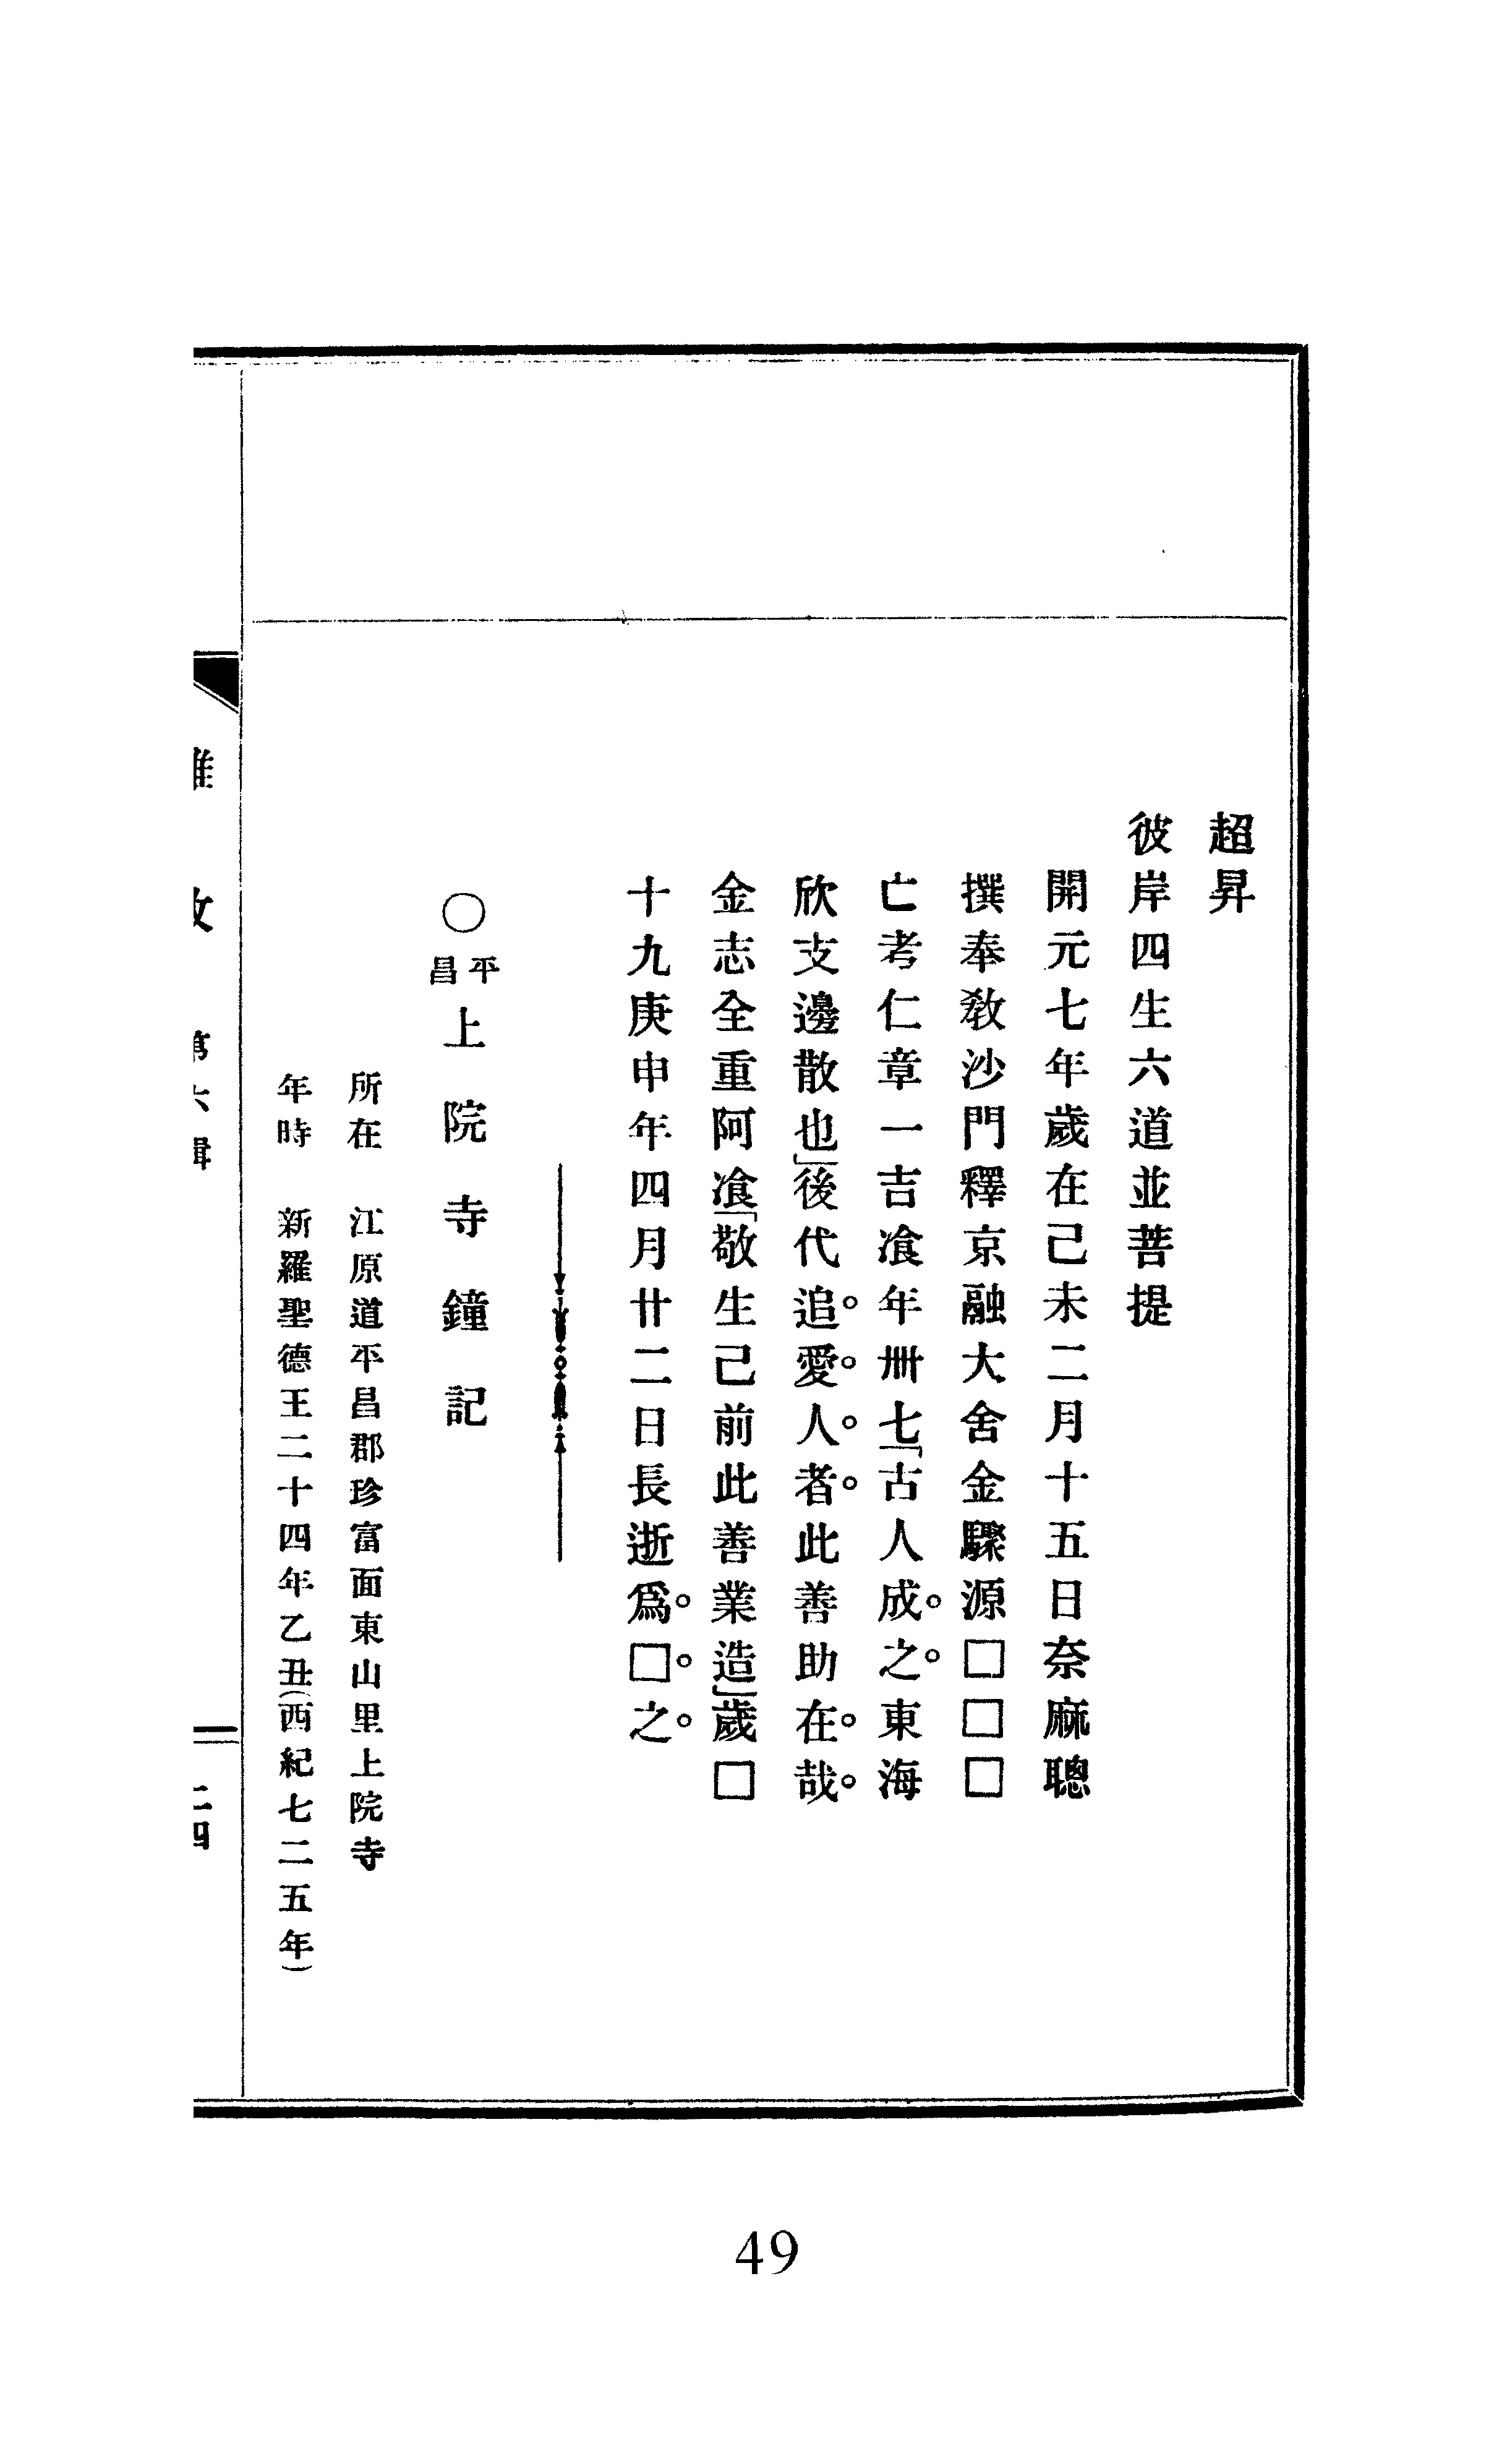 超昇
彼岸四生六道並菩提
開元七年歲在己未二月十五日奈麻聰
撰奉敎沙門釋京融大舍金驟源□□□
亡考仁章一吉飡年卌七「古人成。之。東海
欣支邊散也」後代追。愛。人。者。此善助在。哉。
金志全重阿飡「敬生己前此善業造」歲□
十九庚申年四月廿二日長逝爲。□。之。
○平昌上院寺鐘記
所在 江原道平昌郡珍富面東山里上院寺
年時 新羅聖德王二十四年乙丑(西紀七二五年)
第六輯
二四
49